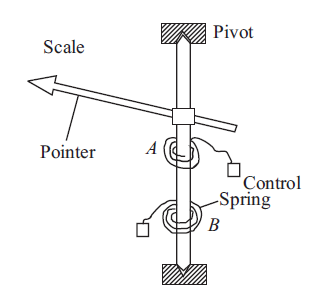 Pivot
Scale
Pointer
A
Control
Spring
B